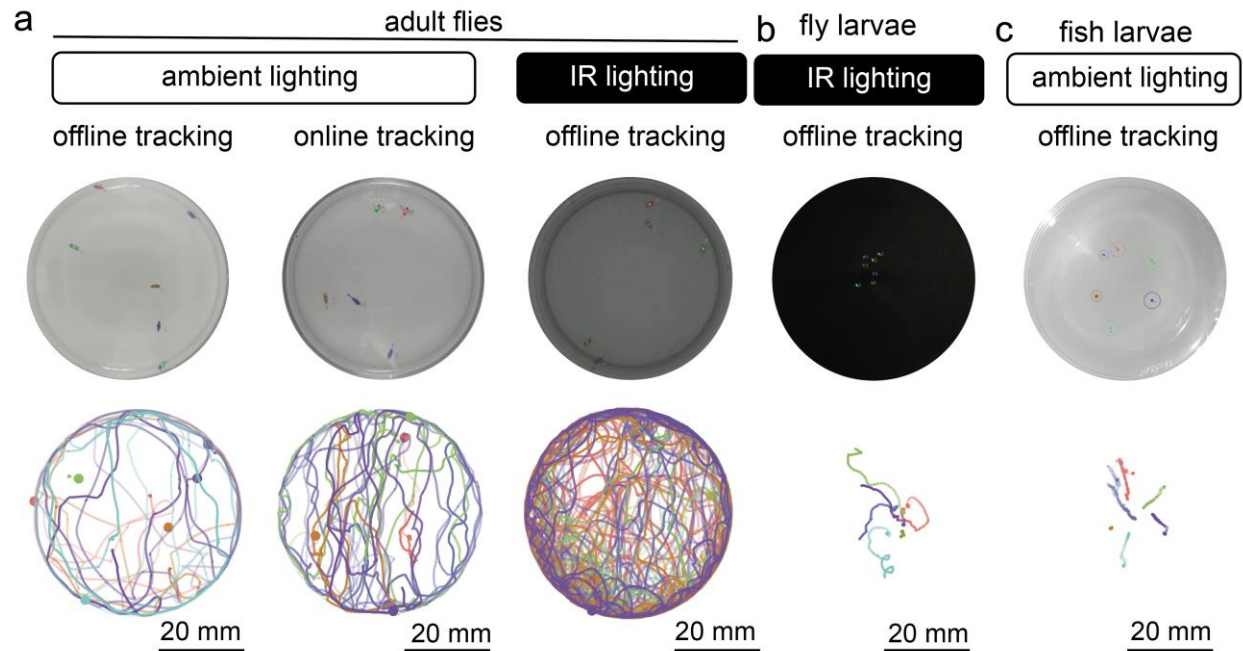 a
adult flies
b
fly larvae
c
fish larvae
ambient lighting
IR lighting
IR lighting
ambient lighting
offline tracking
online tracking
offline tracking
offline tracking
offline tracking
20 mm
20 mm
20 mm
20 mm
20 mm